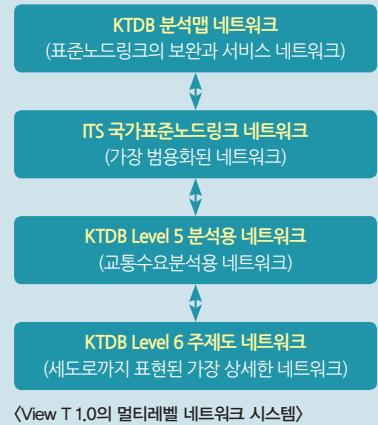 KTDB 분석맵 네트워크
(표준노드링크의 보완과 서비스 네트워크)
ITS 국가표준노드링크 네트워크
(가장 범용화된 네트워크)
KTDB Level 5 분석용 네트워크
(교통수요분석용 네트워크)
KTDB Level 6 주제도 네트워크
(세도로까지 표현된 가장 상세한 네트워크)
〈View T 1.0의 멀티레벨 네트워크 시스템〉